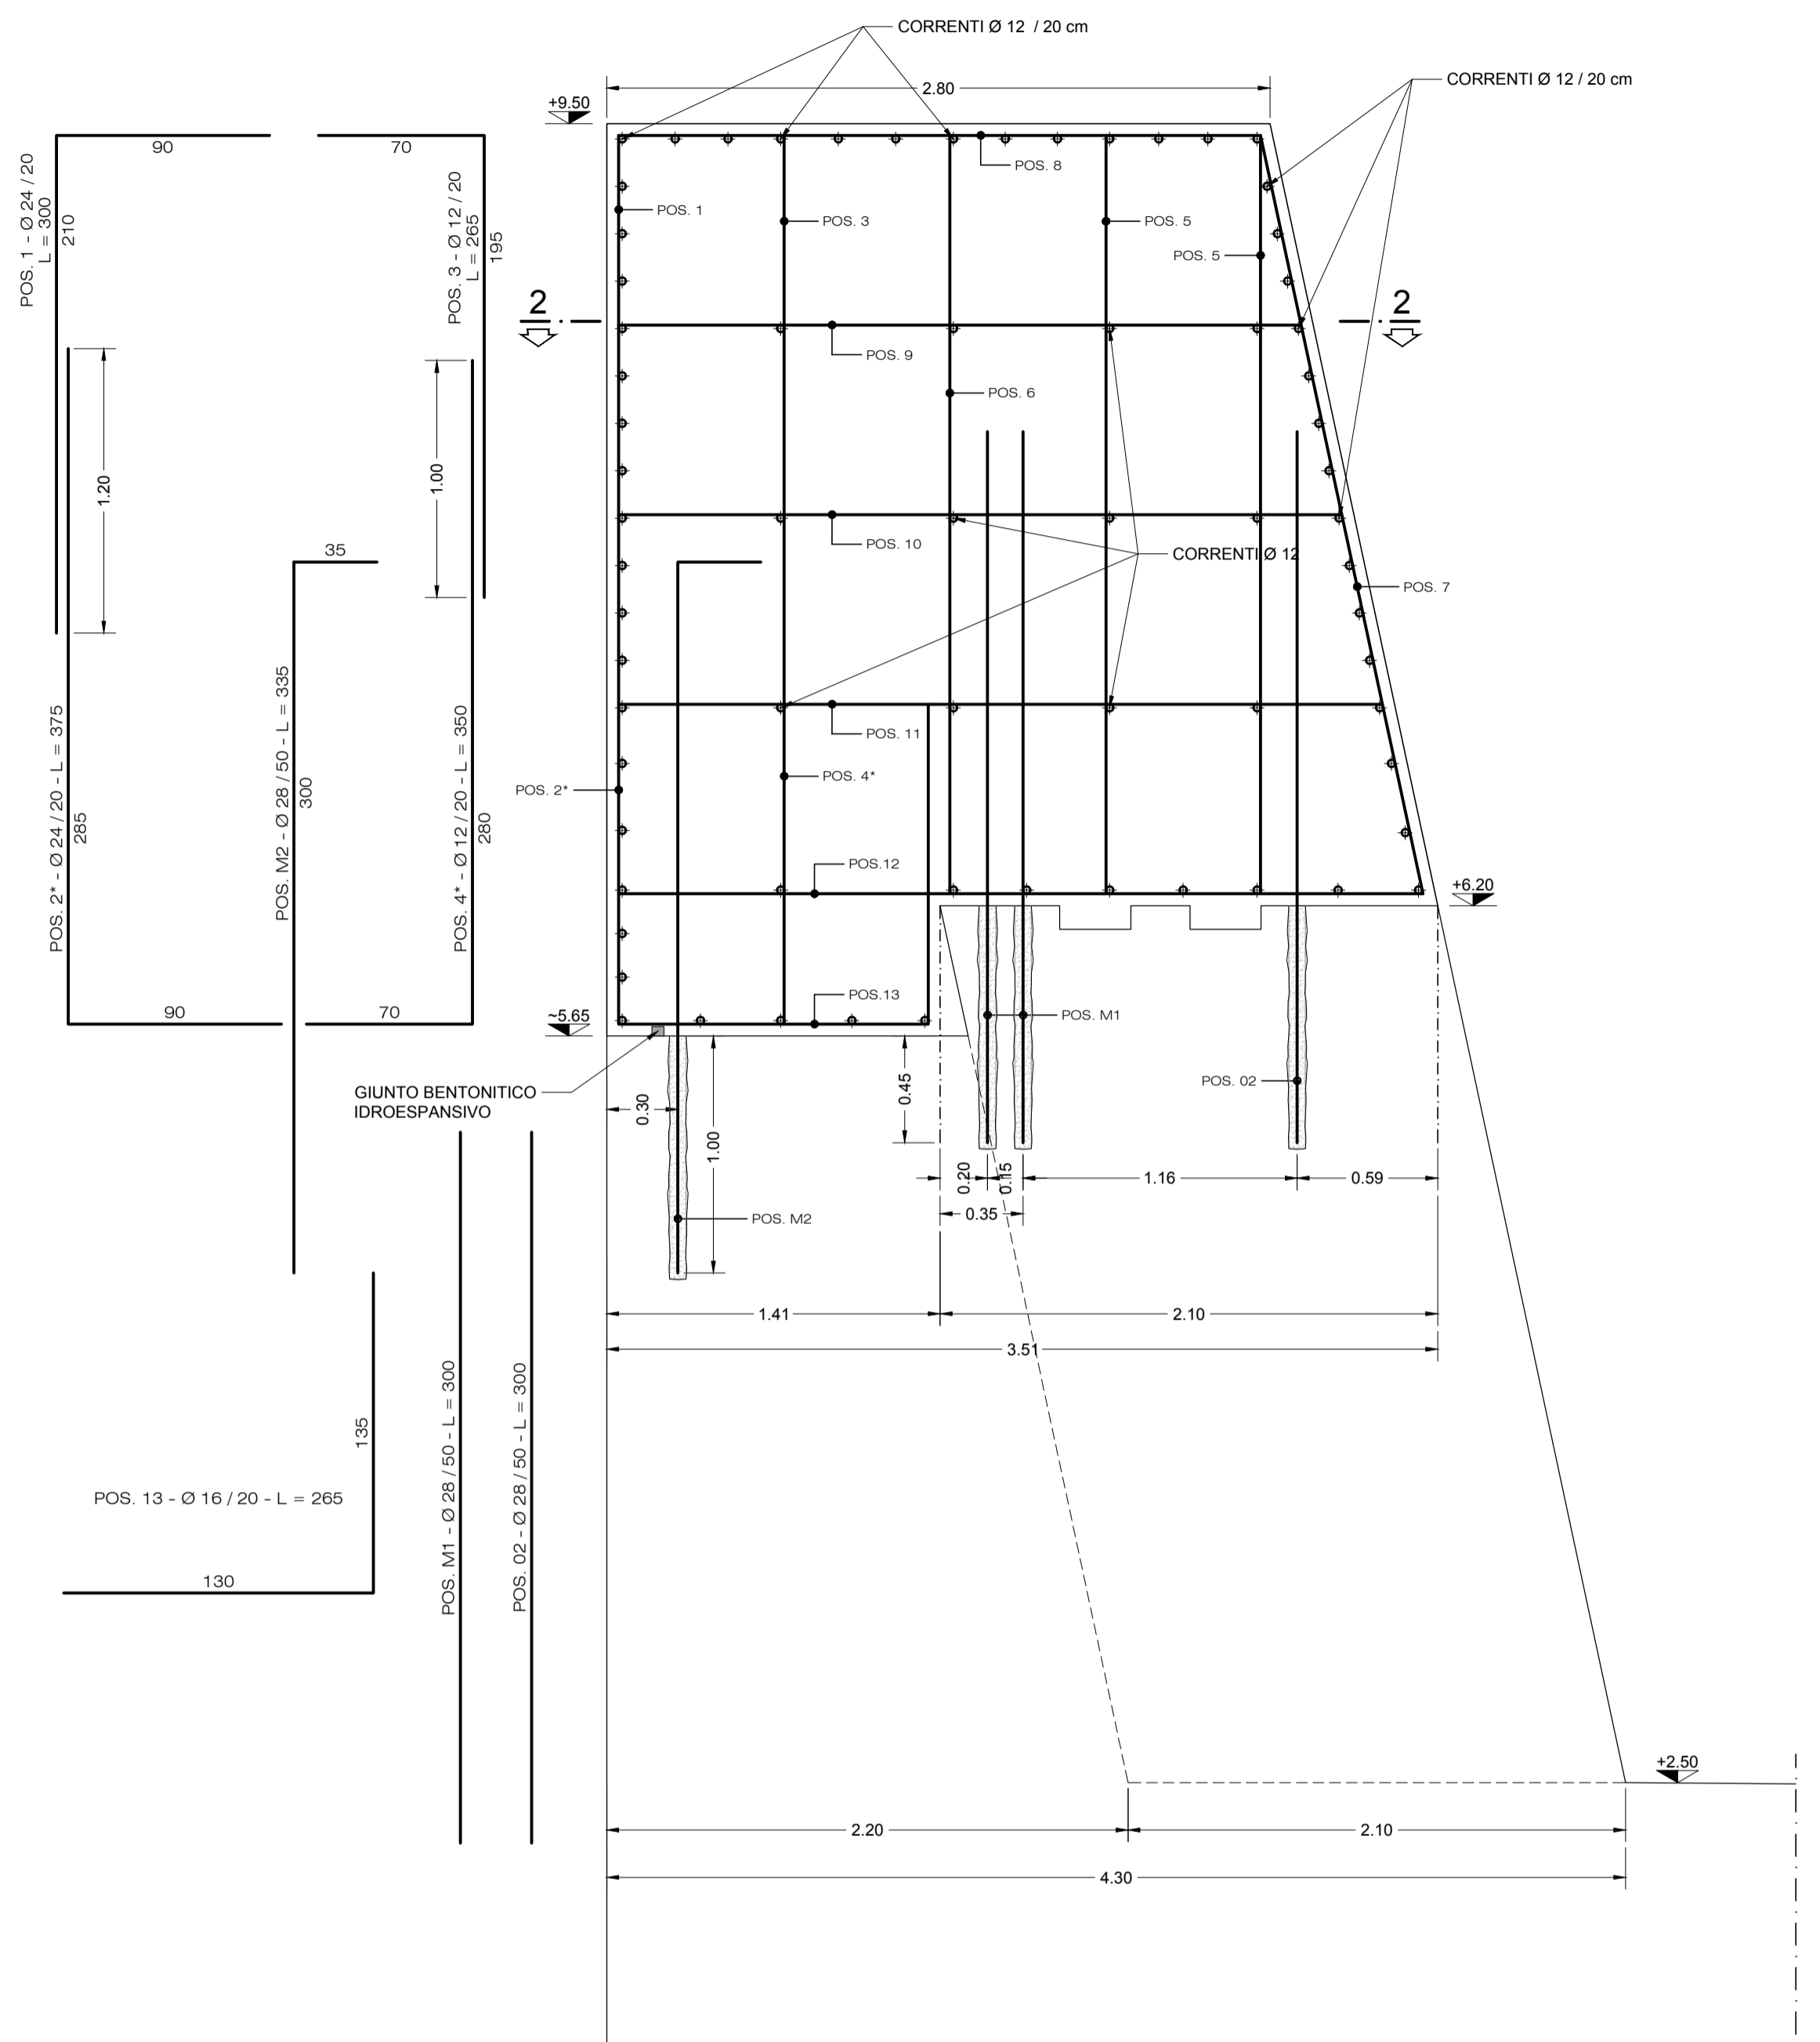 CORRENTI Ø 12 / 20 cm
2.80
CORRENTI Ø 12 / 20 cm
+9.50
90
70
POS. 8
POS. 1 - Ø 24 / 20
L = 300
210
POS. 3 - Ø 12 / 20
L = 265
195
POS. 1
POS. 3
POS. 5
POS. 5
2
2
POS. 9
POS. 6
1.20
1.00
35
POS. 10
CORRENTI Ø 12
POS. 7
POS. 2* - Ø 24 / 20 - L = 375
285
POS. M2 - Ø 28 / 50 - L = 335
300
POS. 4* - Ø 12 / 20 - L = 350
280
POS. 11
POS. 4*
POS. 2*
POS.12
+6.20
POS.13
~5.65
90
70
POS. M1
POS. 02
GIUNTO BENTONITICO
IDROESPANSIVO
0.30
1.00
0.45
0.20
0.15
1.16
0.59
0.35
POS. M2
1.41
2.10
3.51
POS. 13 - Ø 16 / 20 - L = 265
135
130
POS. M1 - Ø 28 / 50 - L = 300
POS. 02 - Ø 28 / 50 - L = 300
+2.50
2.20
2.10
4.30